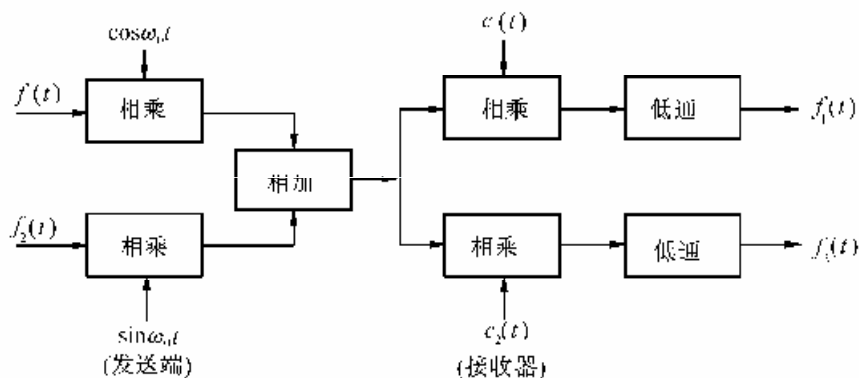 cosω₀t
c(t)
f(t)
相乘
相乘
低通
f₁(t)
相加
f₂(t)
相乘
相乘
低通
sinω₀t
c₂(t)
(发送端)
(接收器)